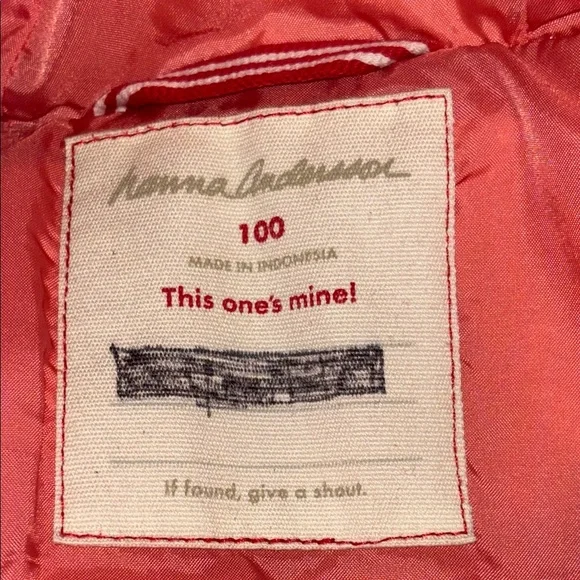 hanna Andersson
100
MADE IN INDONESIA
This one's mine!
If found, give a shout.